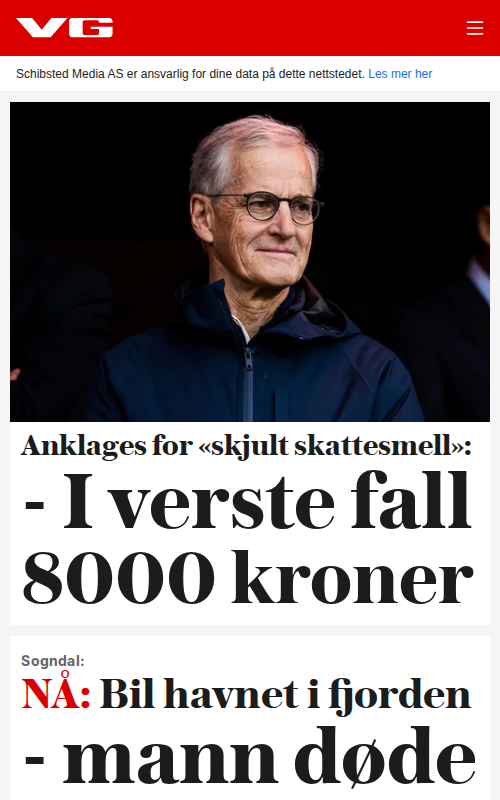 VG
Schibsted Media AS er ansvarlig for dine data på dette nettstedet. Les mer her
Anklages for «skjult skattesmell»:
- I verste fall
8000 kroner
Sogndal:
NÅ: Bil havnet i fjorden
- mann døde